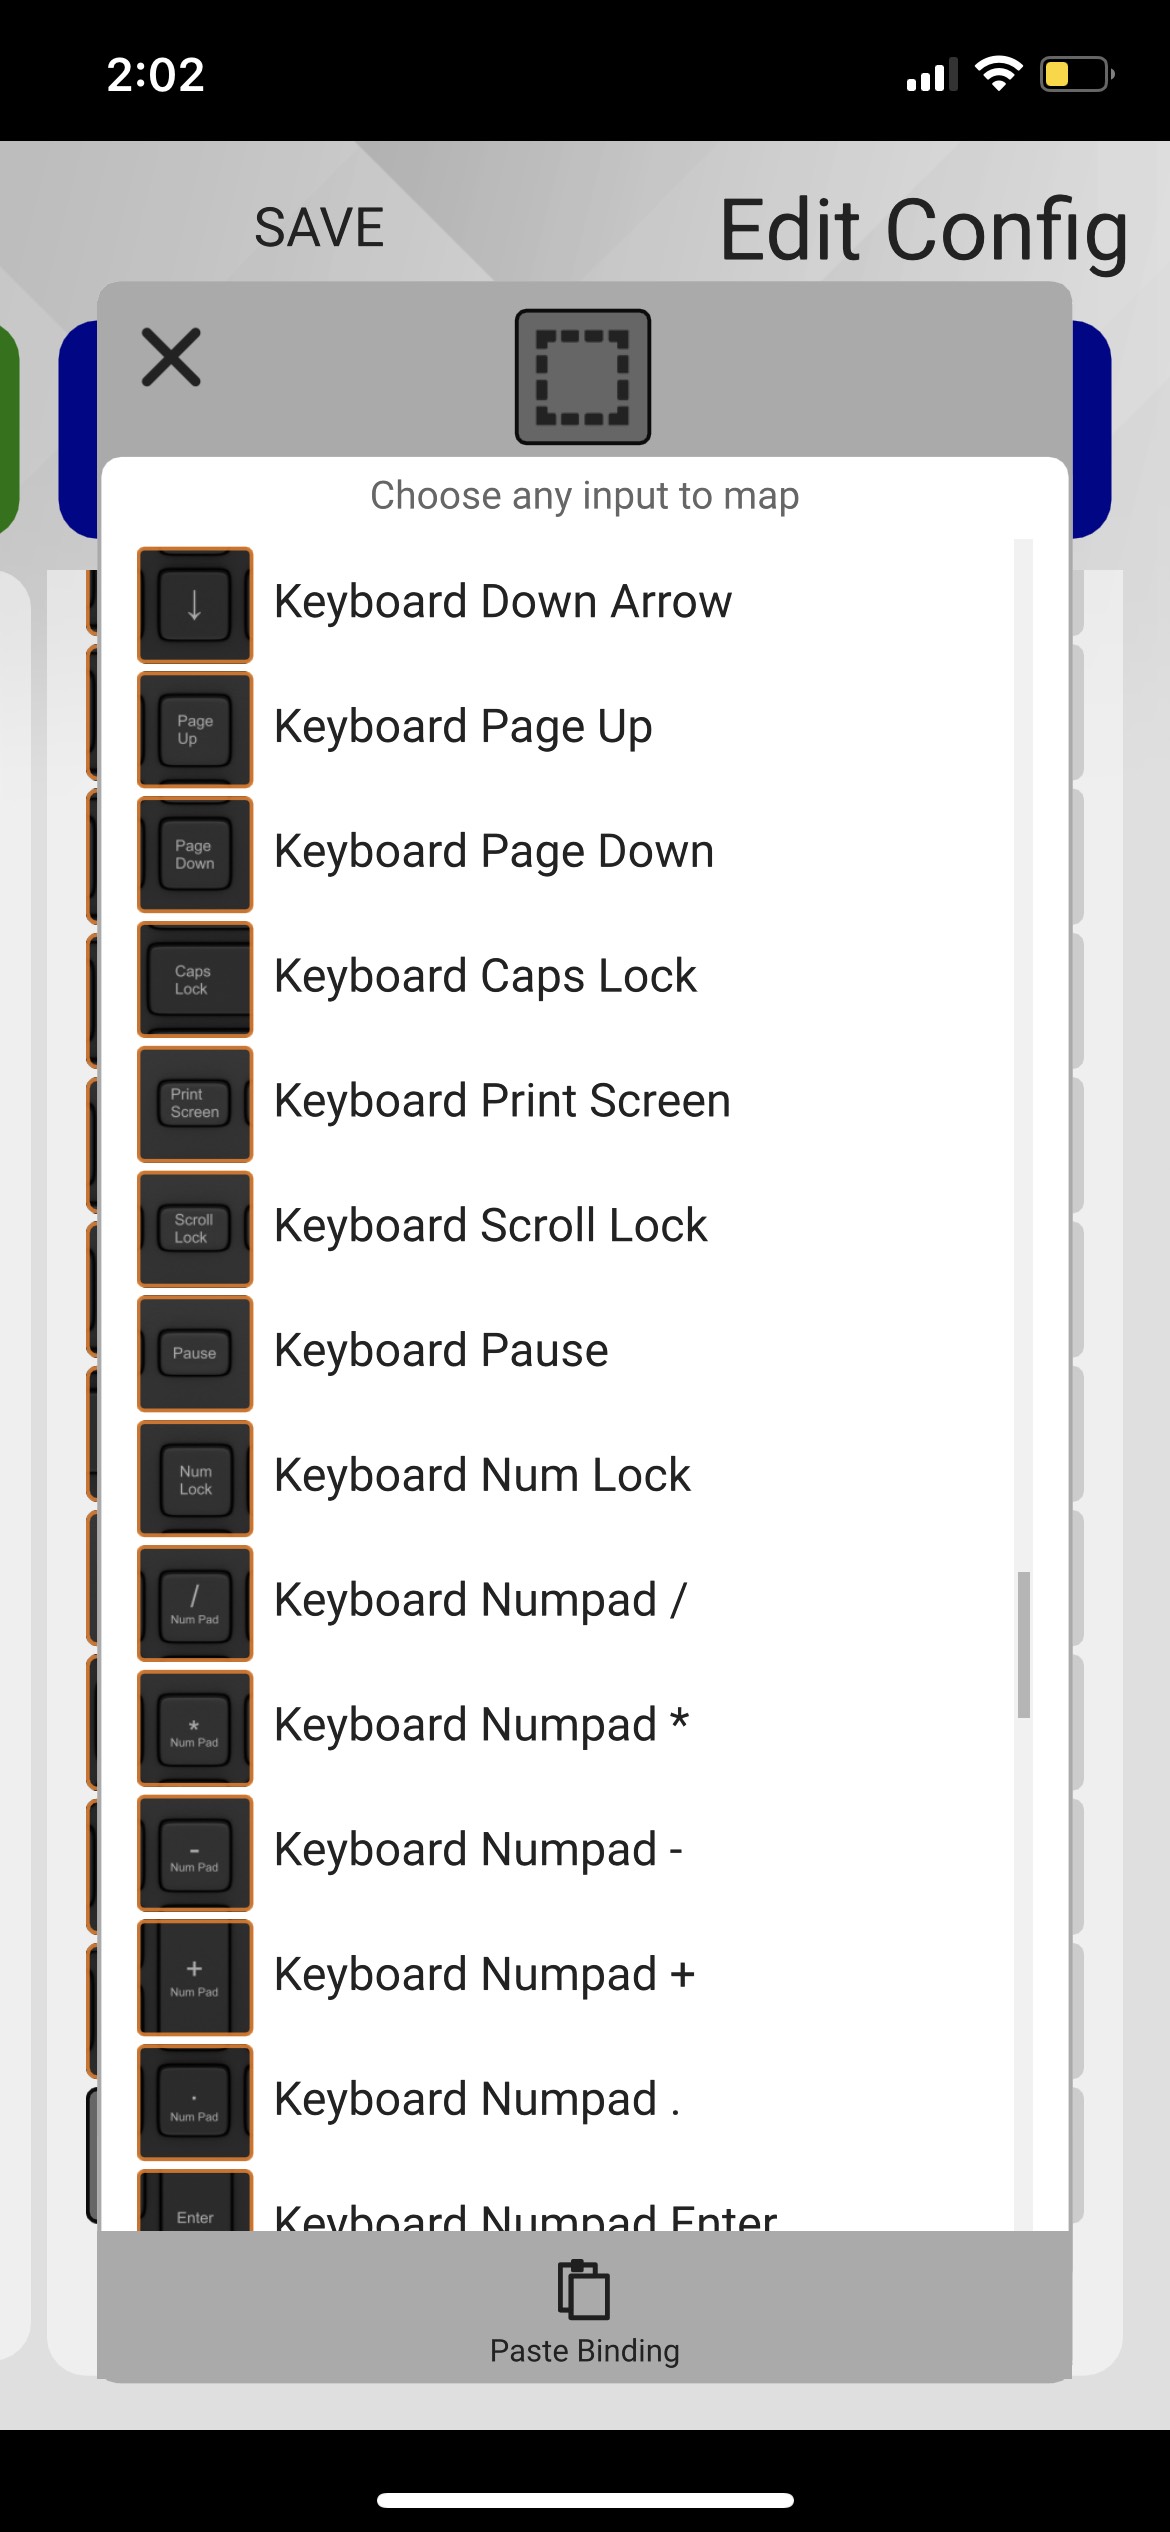 2:02
SAVE
Edit Config
Choose any input to map
↓
Keyboard Down Arrow
Page
Up
Keyboard Page Up
Page
Down
Keyboard Page Down
Caps
Lock
Keyboard Caps Lock
Print
Screen
Keyboard Print Screen
Scroll
Lock
Keyboard Scroll Lock
Pause
Keyboard Pause
Num
Lock
Keyboard Num Lock
/
Num Pad
Keyboard Numpad /
*
Num Pad
Keyboard Numpad *
-
Num Pad
Keyboard Numpad -
+
Num Pad
Keyboard Numpad +
.
Num Pad
Keyboard Numpad .
Enter
Keyboard Numpad Enter
Paste Binding